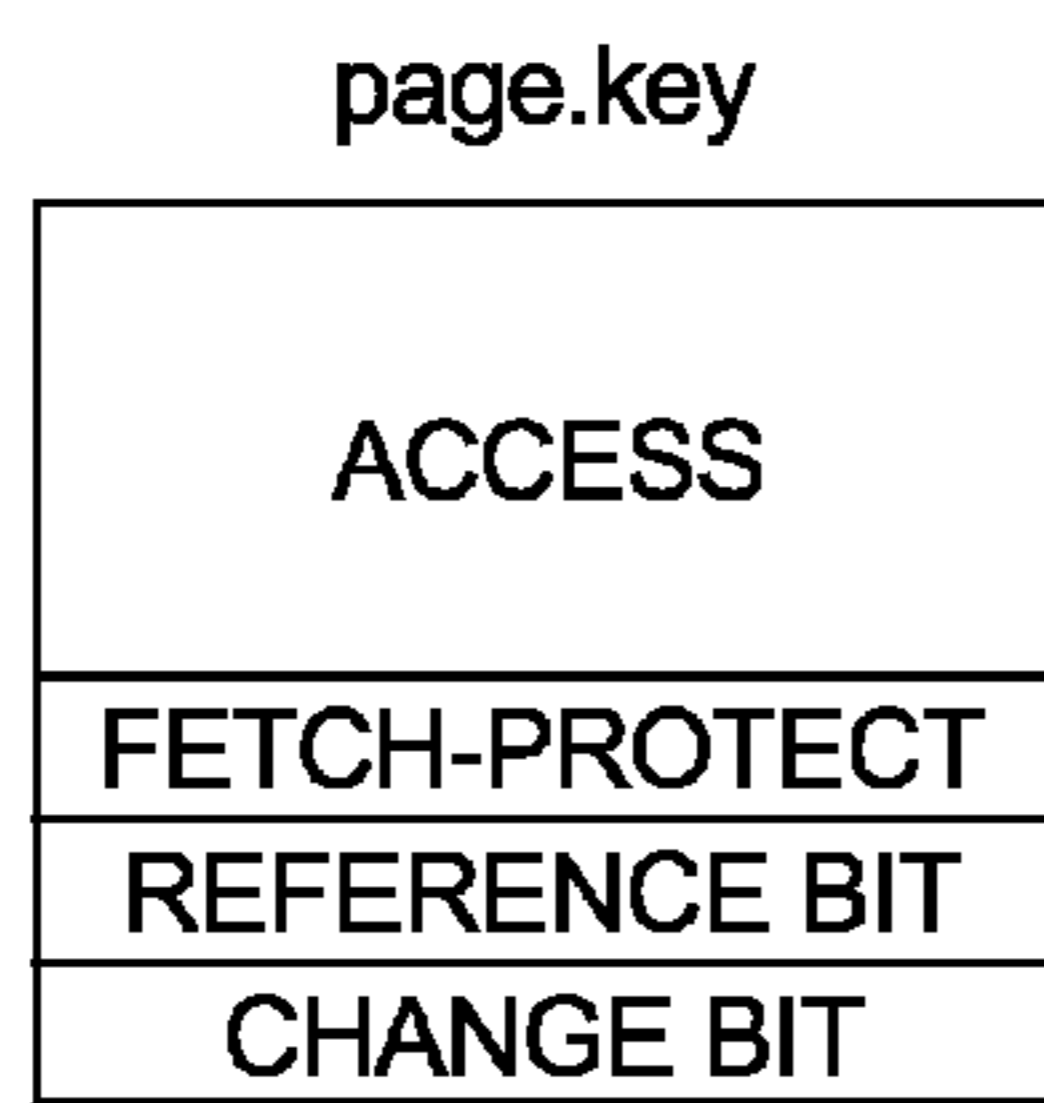 page.key
ACCESS
FETCH-PROTECT
REFERENCE BIT
CHANGE BIT